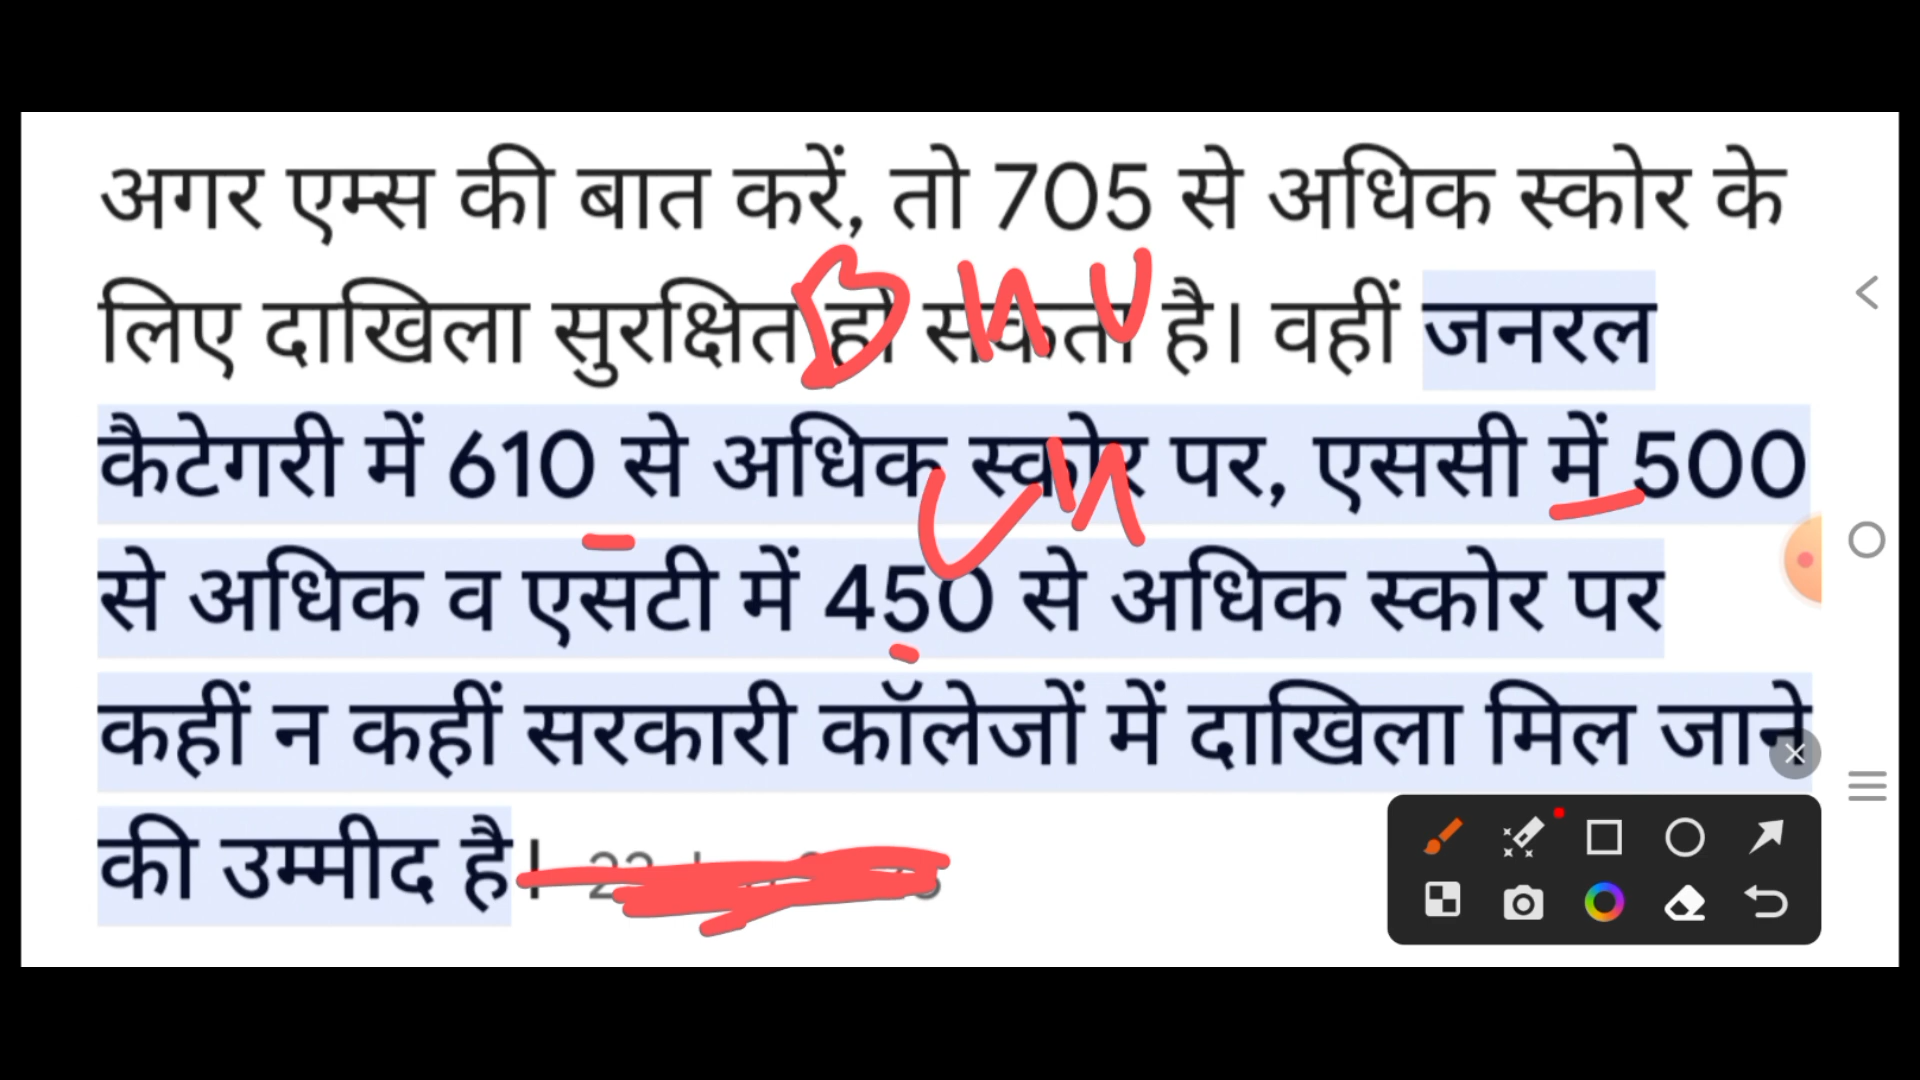 अगर एम्स की बात करें, तो 705 से अधिक स्कोर के
लिए दाखिला सुरक्षित हो सकता है। वहीं जनरल
BHU
कैटेगरी में 610 से अधिक स्कोर पर, एससी में 500
से अधिक व एसटी में 450 से अधिक स्कोर पर
कहीं न कहीं सरकारी कॉलेजों में दाखिला मिल जाने
की उम्मीद है।